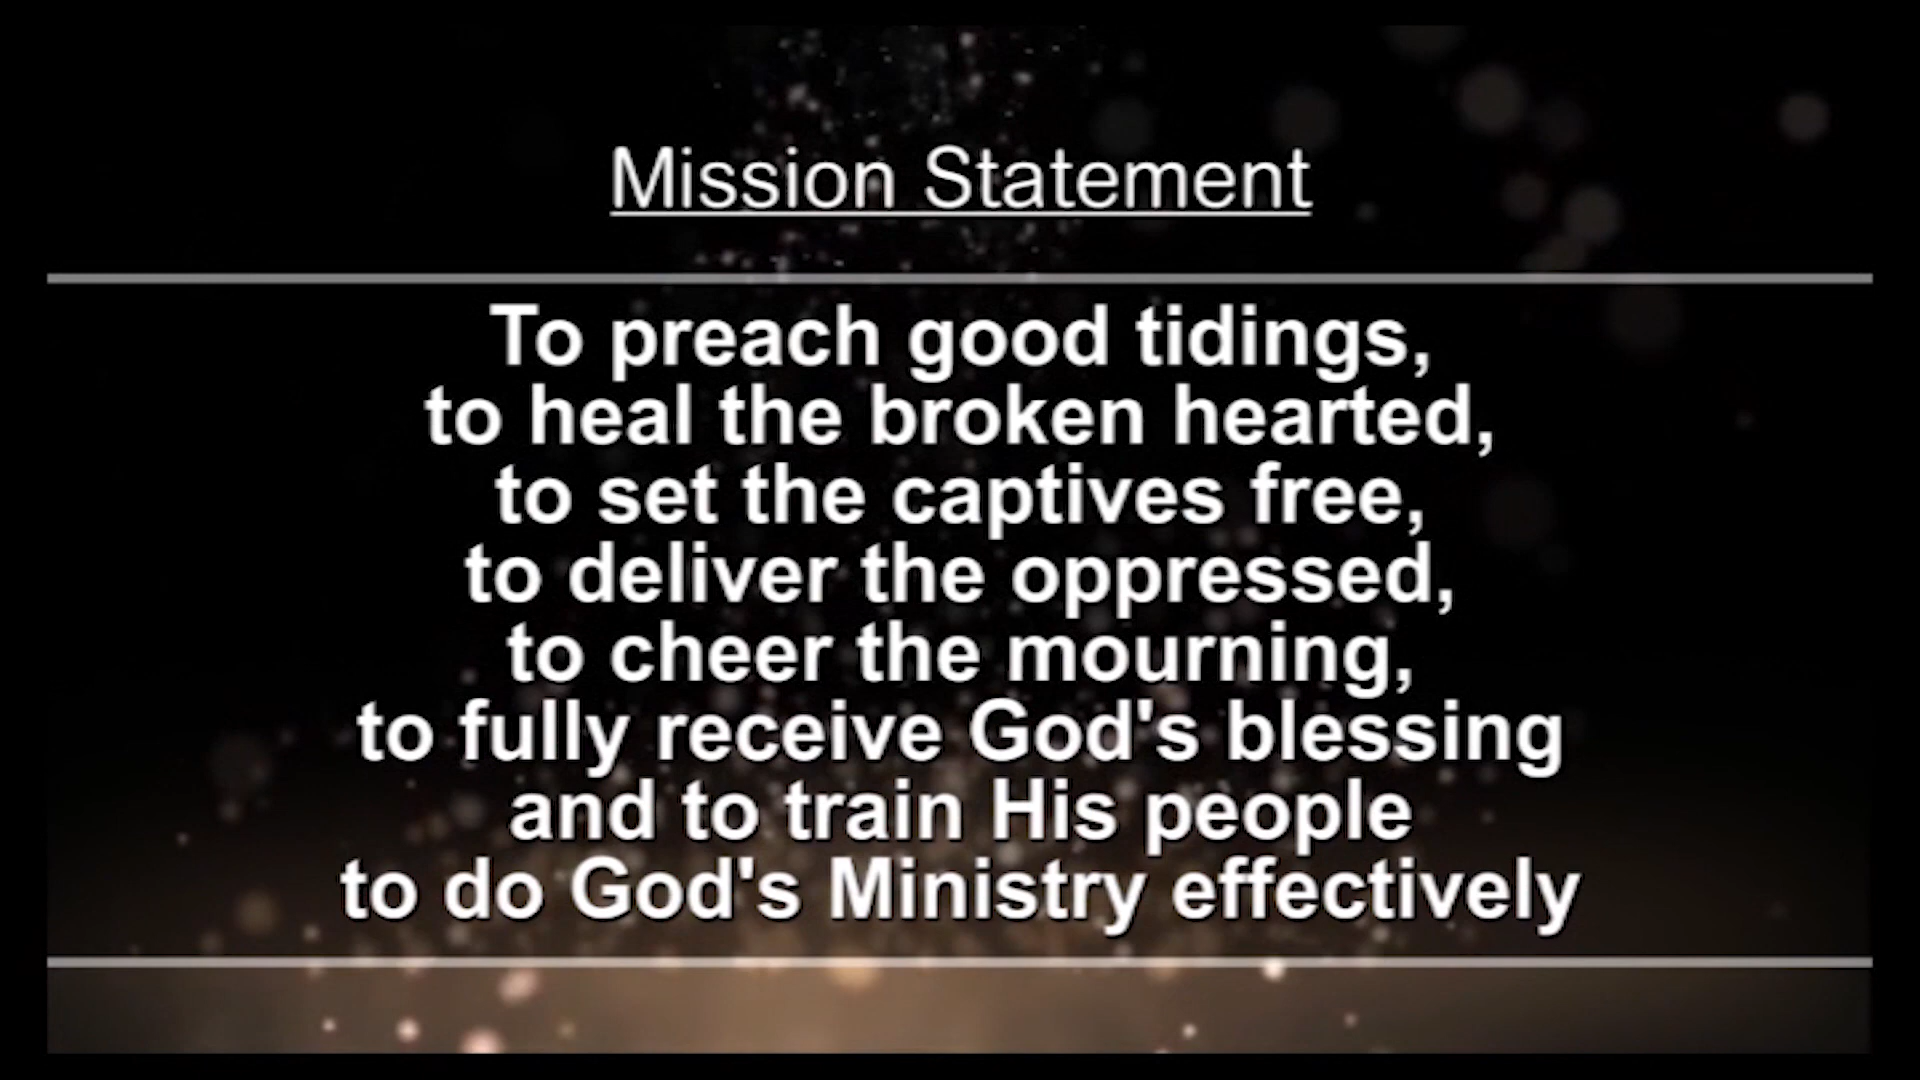 Mission Statement
To preach good tidings,
to heal the broken hearted,
to set the captives free,
to deliver the oppressed,
to cheer the mourning,
to fully receive God's blessing
and to train His people
to do God's Ministry effectively